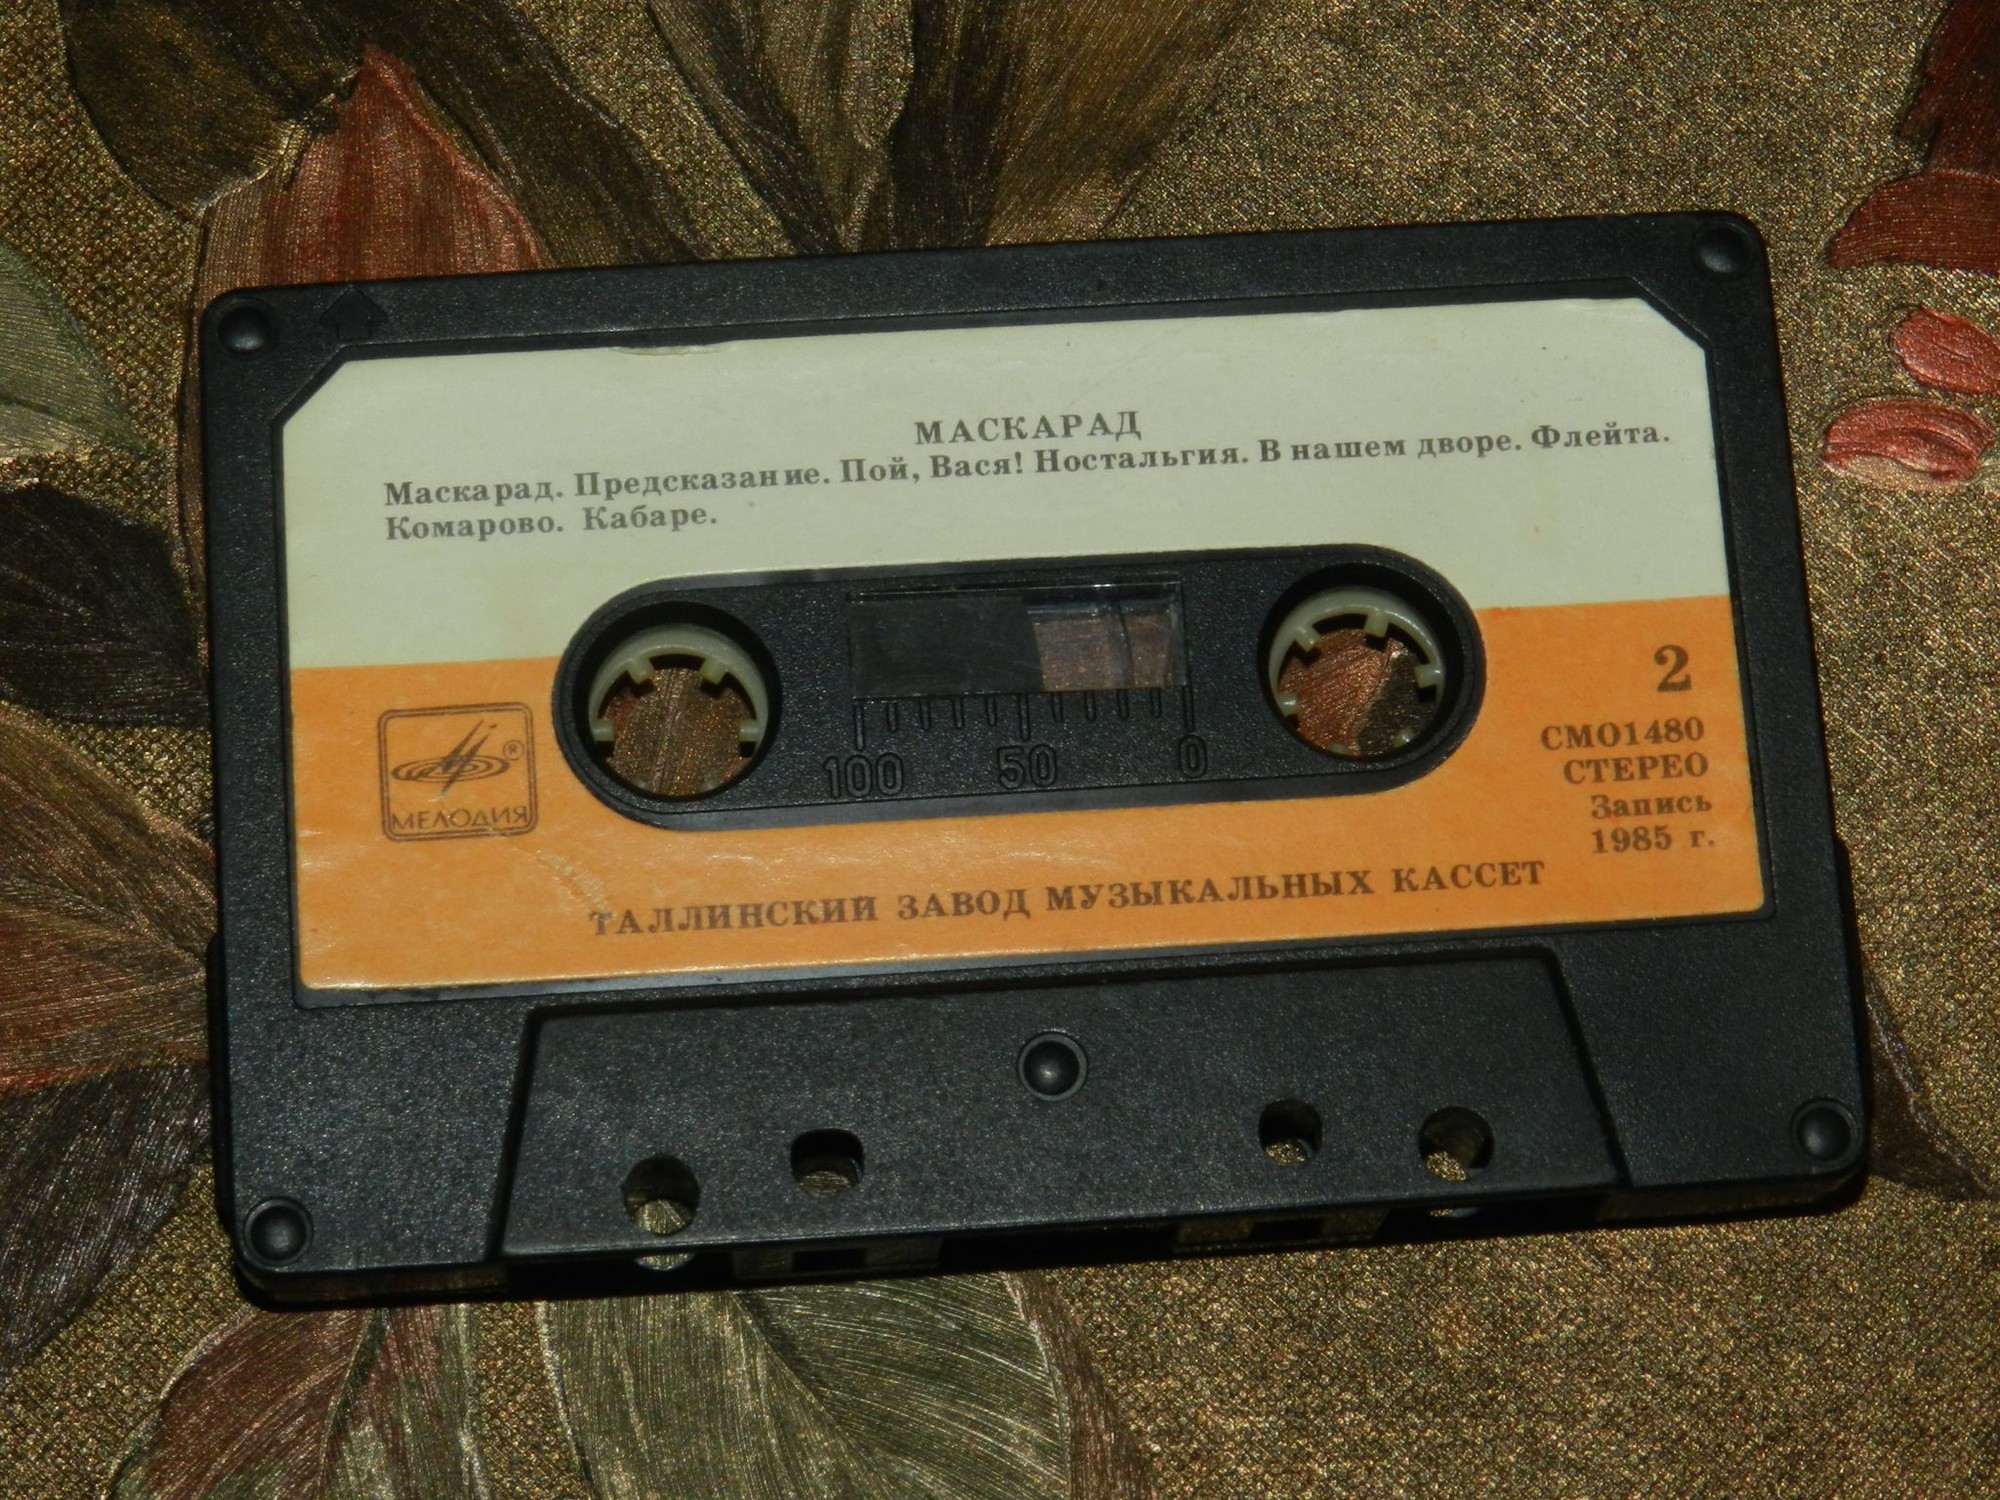 МАСКАРАД
Маскарад. Предсказание. Пой, Вася! Ностальгия. В нашем дворе. Флейта.
Комарово. Кабаре.
2
СМО1480
СТЕРЕО
Запись
1985 г.
®
МЕЛОДИЯ
100 50 0
ТАЛЛИНСКИЙ ЗАВОД МУЗЫКАЛЬНЫХ КАССЕТ